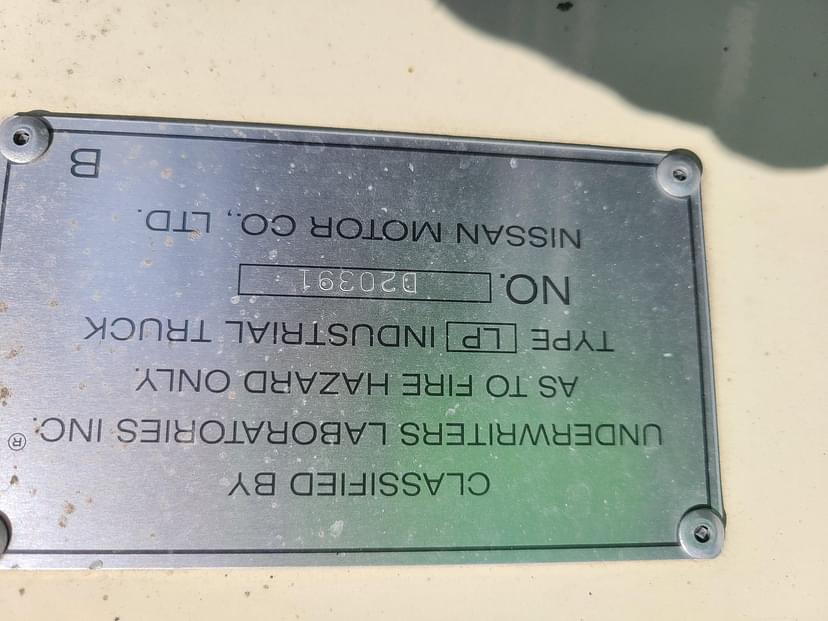 CLASSIFIED BY
UNDERWRITERS LABORATORIES INC.®
AS TO FIRE HAZARD ONLY.
TYPE LP INDUSTRIAL TRUCK
NO. D20391
NISSAN MOTOR CO., LTD.
B